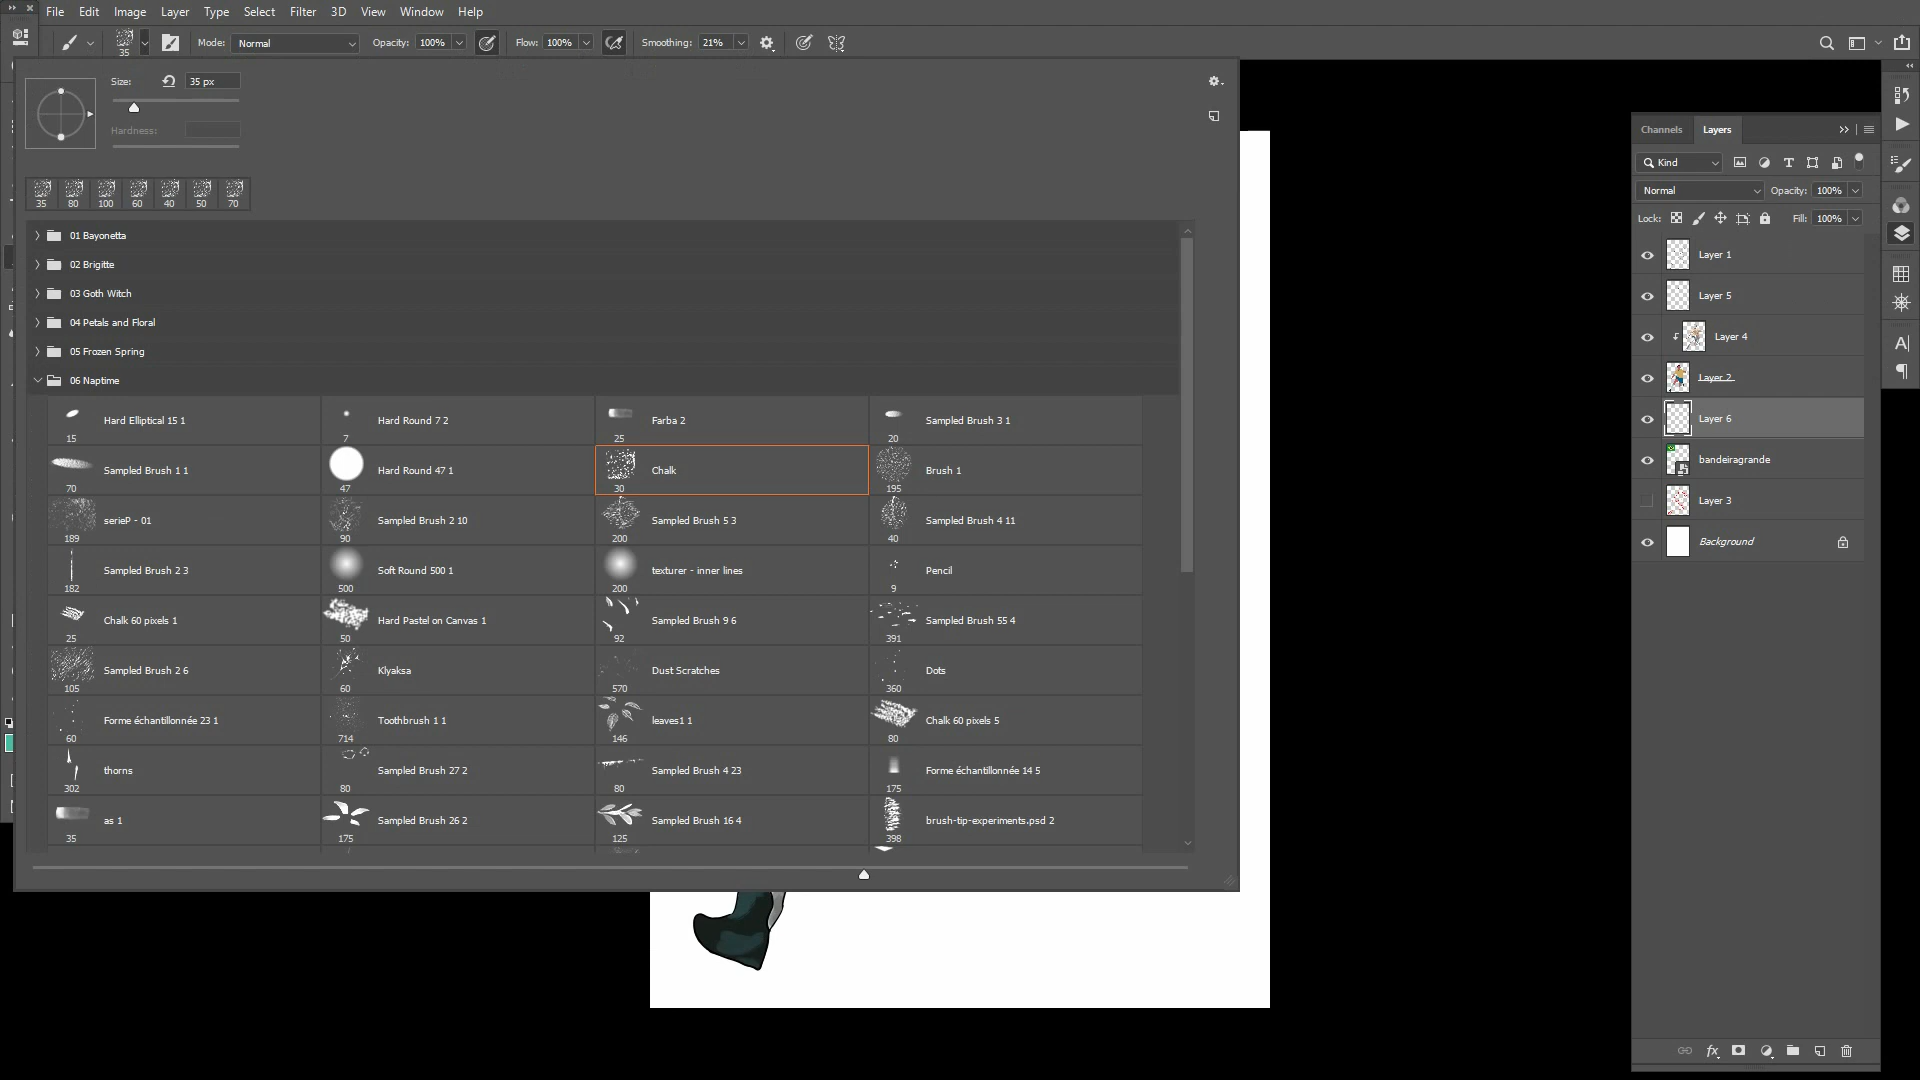 File Edit Image Layer Type Select Filter 3D View Window Help
35 Mode: Normal Opacity: 100% Flow: 100% Smoothing: 21%
Size: 35 px
Hardness:
35 80 100 60 40 50 70
01 Bayonetta
02 Brigitte
03 Goth Witch
04 Petals and Floral
05 Frozen Spring
06 Naptime
15 Hard Elliptical 15 1
7 Hard Round 7 2
25 Farba 2
20 Sampled Brush 3 1
70 Sampled Brush 1 1
47 Hard Round 47 1
30 Chalk
195 Brush 1
189 serieP - 01
90 Sampled Brush 2 10
200 Sampled Brush 5 3
40 Sampled Brush 4 11
182 Sampled Brush 2 3
500 Soft Round 500 1
200 texturer - inner lines
9 Pencil
25 Chalk 60 pixels 1
50 Hard Pastel on Canvas 1
92 Sampled Brush 9 6
391 Sampled Brush 55 4
105 Sampled Brush 2 6
60 Klyaksa
570 Dust Scratches
360 Dots
60 Forme échantillonnée 23 1
714 Toothbrush 1 1
146 leaves1 1
80 Chalk 60 pixels 5
302 thorns
80 Sampled Brush 27 2
80 Sampled Brush 4 23
175 Forme échantillonnée 14 5
35 as 1
175 Sampled Brush 26 2
125 Sampled Brush 16 4
398 brush-tip-experiments.psd 2
Channels Layers
Kind
Normal Opacity: 100%
Lock: Fill: 100%
Layer 1
Layer 5
Layer 4
Layer 2
Layer 6
bandeiragrande
Layer 3
Background